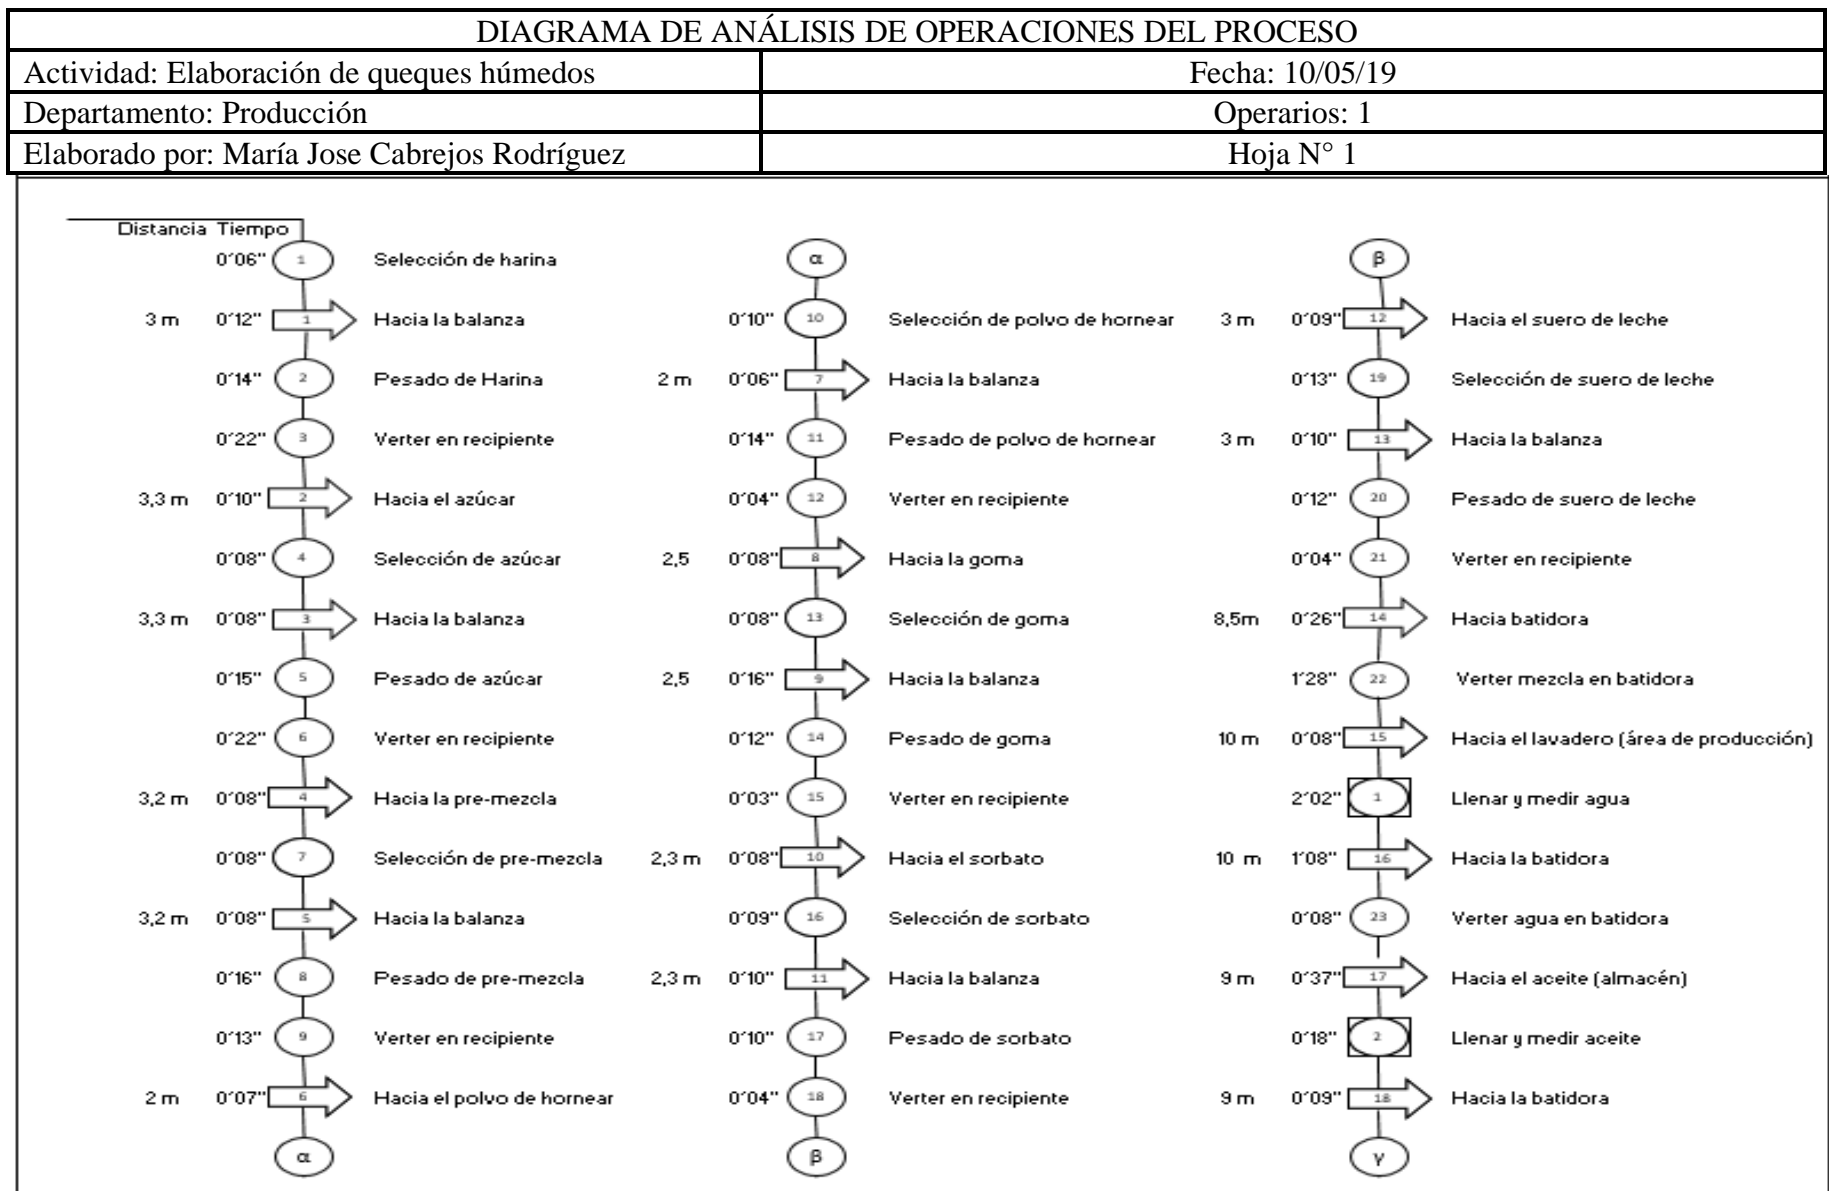 DIAGRAMA DE ANÁLISIS DE OPERACIONES DEL PROCESO
Actividad: Elaboración de queques húmedos
Fecha: 10/05/19
Departamento: Producción
Operarios: 1
Elaborado por: María Jose Cabrejos Rodríguez
Hoja N° 1
Distancia Tiempo
0´06" 1 Selección de harina
3 m 0´12" 1 Hacia la balanza
0´14" 2 Pesado de Harina
0´22" 3 Verter en recipiente
3,3 m 0´10" 2 Hacia el azúcar
0´08" 4 Selección de azúcar
3,3 m 0´08" 3 Hacia la balanza
0´15" 5 Pesado de azúcar
0´22" 6 Verter en recipiente
3,2 m 0´08" 4 Hacia la pre-mezcla
0´08" 7 Selección de pre-mezcla
3,2 m 0´08" 5 Hacia la balanza
0´16" 8 Pesado de pre-mezcla
0´13" 9 Verter en recipiente
2 m 0´07" 6 Hacia el polvo de hornear
α
α
0´10" 10 Selección de polvo de hornear
2 m 0´06" 7 Hacia la balanza
0´14" 11 Pesado de polvo de hornear
0´04" 12 Verter en recipiente
2,5 0´08" 8 Hacia la goma
0´08" 13 Selección de goma
2,5 0´16" 9 Hacia la balanza
0´12" 14 Pesado de goma
0´03" 15 Verter en recipiente
2,3 m 0´08" 10 Hacia el sorbato
0´09" 16 Selección de sorbato
2,3 m 0´10" 11 Hacia la balanza
0´10" 17 Pesado de sorbato
0´04" 18 Verter en recipiente
β
β
3 m 0´09" 12 Hacia el suero de leche
0´13" 19 Selección de suero de leche
3 m 0´10" 13 Hacia la balanza
0´12" 20 Pesado de suero de leche
0´04" 21 Verter en recipiente
8,5m 0´26" 14 Hacia batidora
1´28" 22 Verter mezcla en batidora
10 m 0´08" 15 Hacia el lavadero (área de producción)
2´02" 1 Llenar y medir agua
10 m 1´08" 16 Hacia la batidora
0´08" 23 Verter agua en batidora
9 m 0´37" 17 Hacia el aceite (almacén)
0´18" 2 Llenar y medir aceite
9 m 0´09" 18 Hacia la batidora
γ